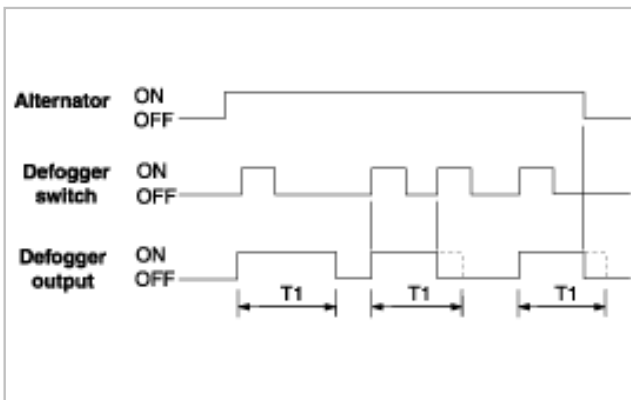 Alternator ON
OFF
Defogger switch ON
OFF
Defogger output ON
OFF
T1 T1 T1